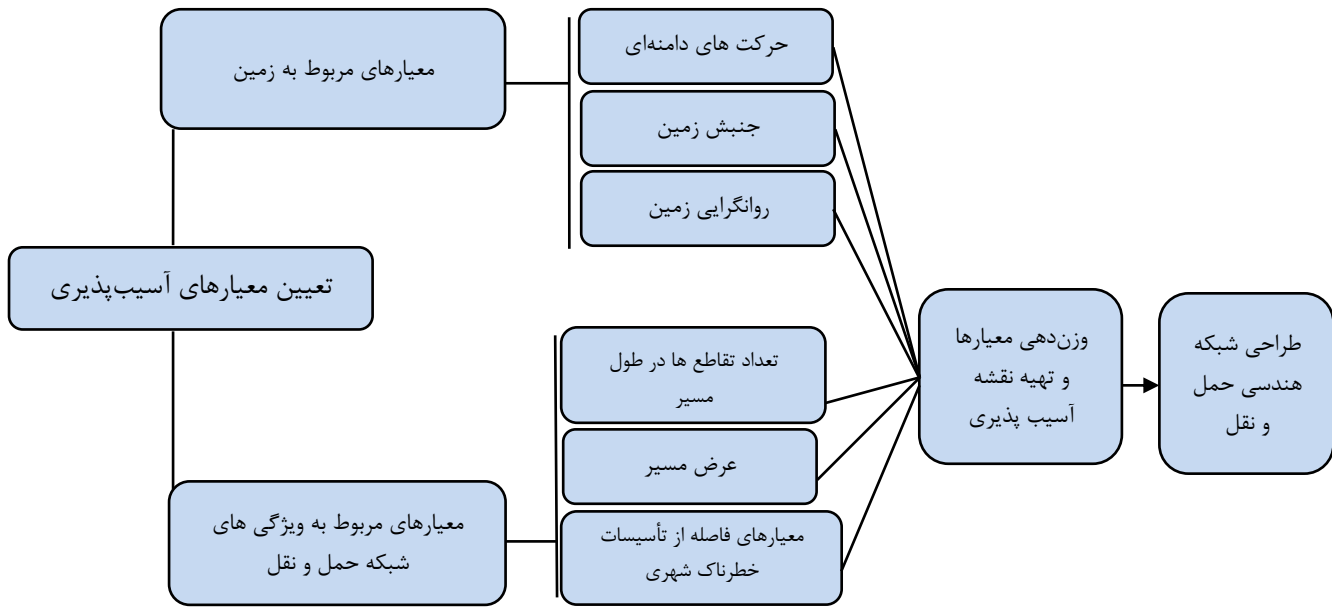 تعیین معیارهای آسیب‌پذیری
معیارهای مربوط به زمین
حرکت های دامنه‌ای
جنبش زمین
روانگرایی زمین
معیارهای مربوط به ویژگی های
شبکه حمل و نقل
تعداد تقاطع ها در طول
مسیر
عرض مسیر
معیارهای فاصله از تأسیسات
خطرناک شهری
وزن‌دهی معیارها
و تهیه نقشه
آسیب پذیری
طراحی شبکه
هندسی حمل
و نقل